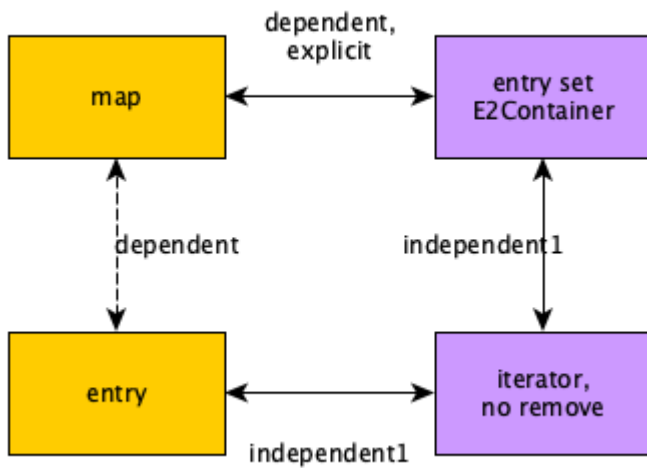 dependent,
explicit
map
entry set
E2Container
dependent
independent1
entry
iterator,
no remove
independent1